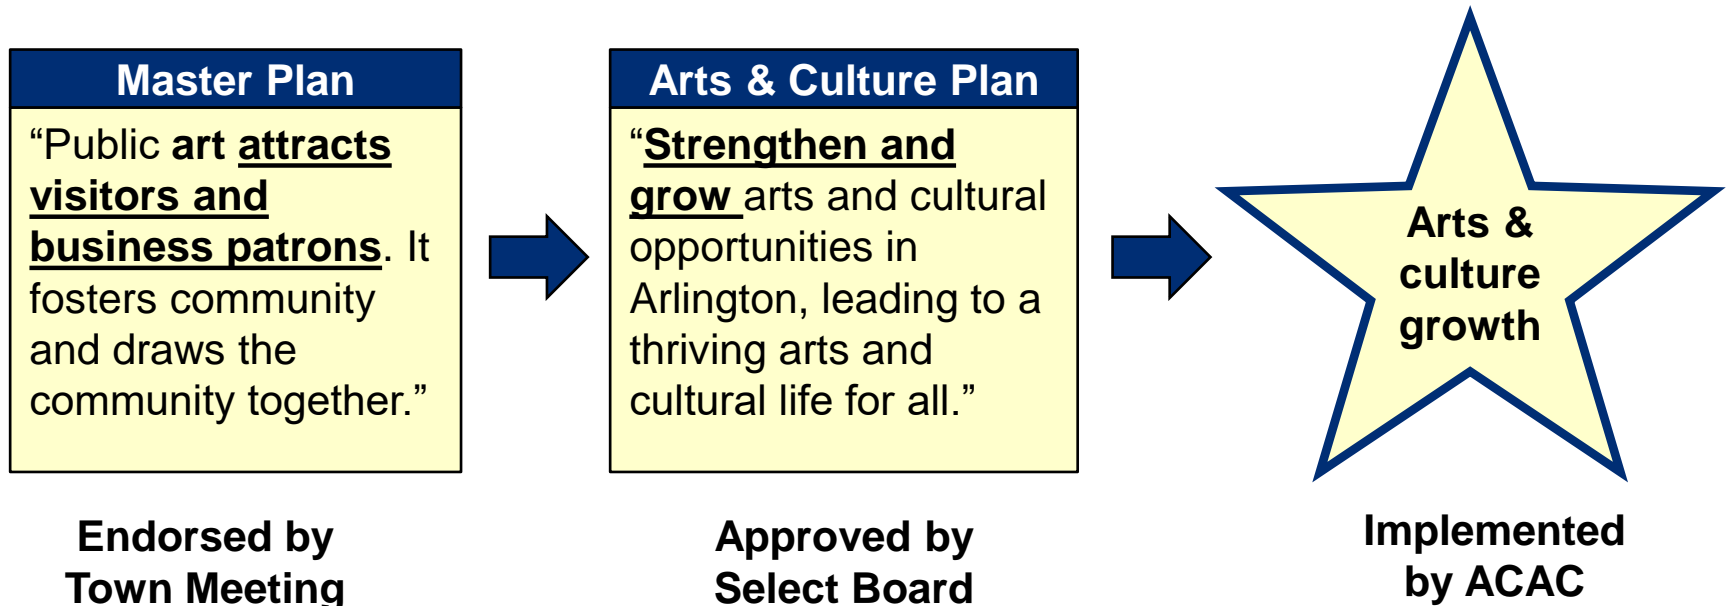 Master Plan
“Public art attracts
visitors and
business patrons. It
fosters community
and draws the
community together.”
Endorsed by
Town Meeting
Arts & Culture Plan
“Strengthen and
grow arts and cultural
opportunities in
Arlington, leading to a
thriving arts and
cultural life for all.”
Approved by
Select Board
Arts &
culture
growth
Implemented
by ACAC